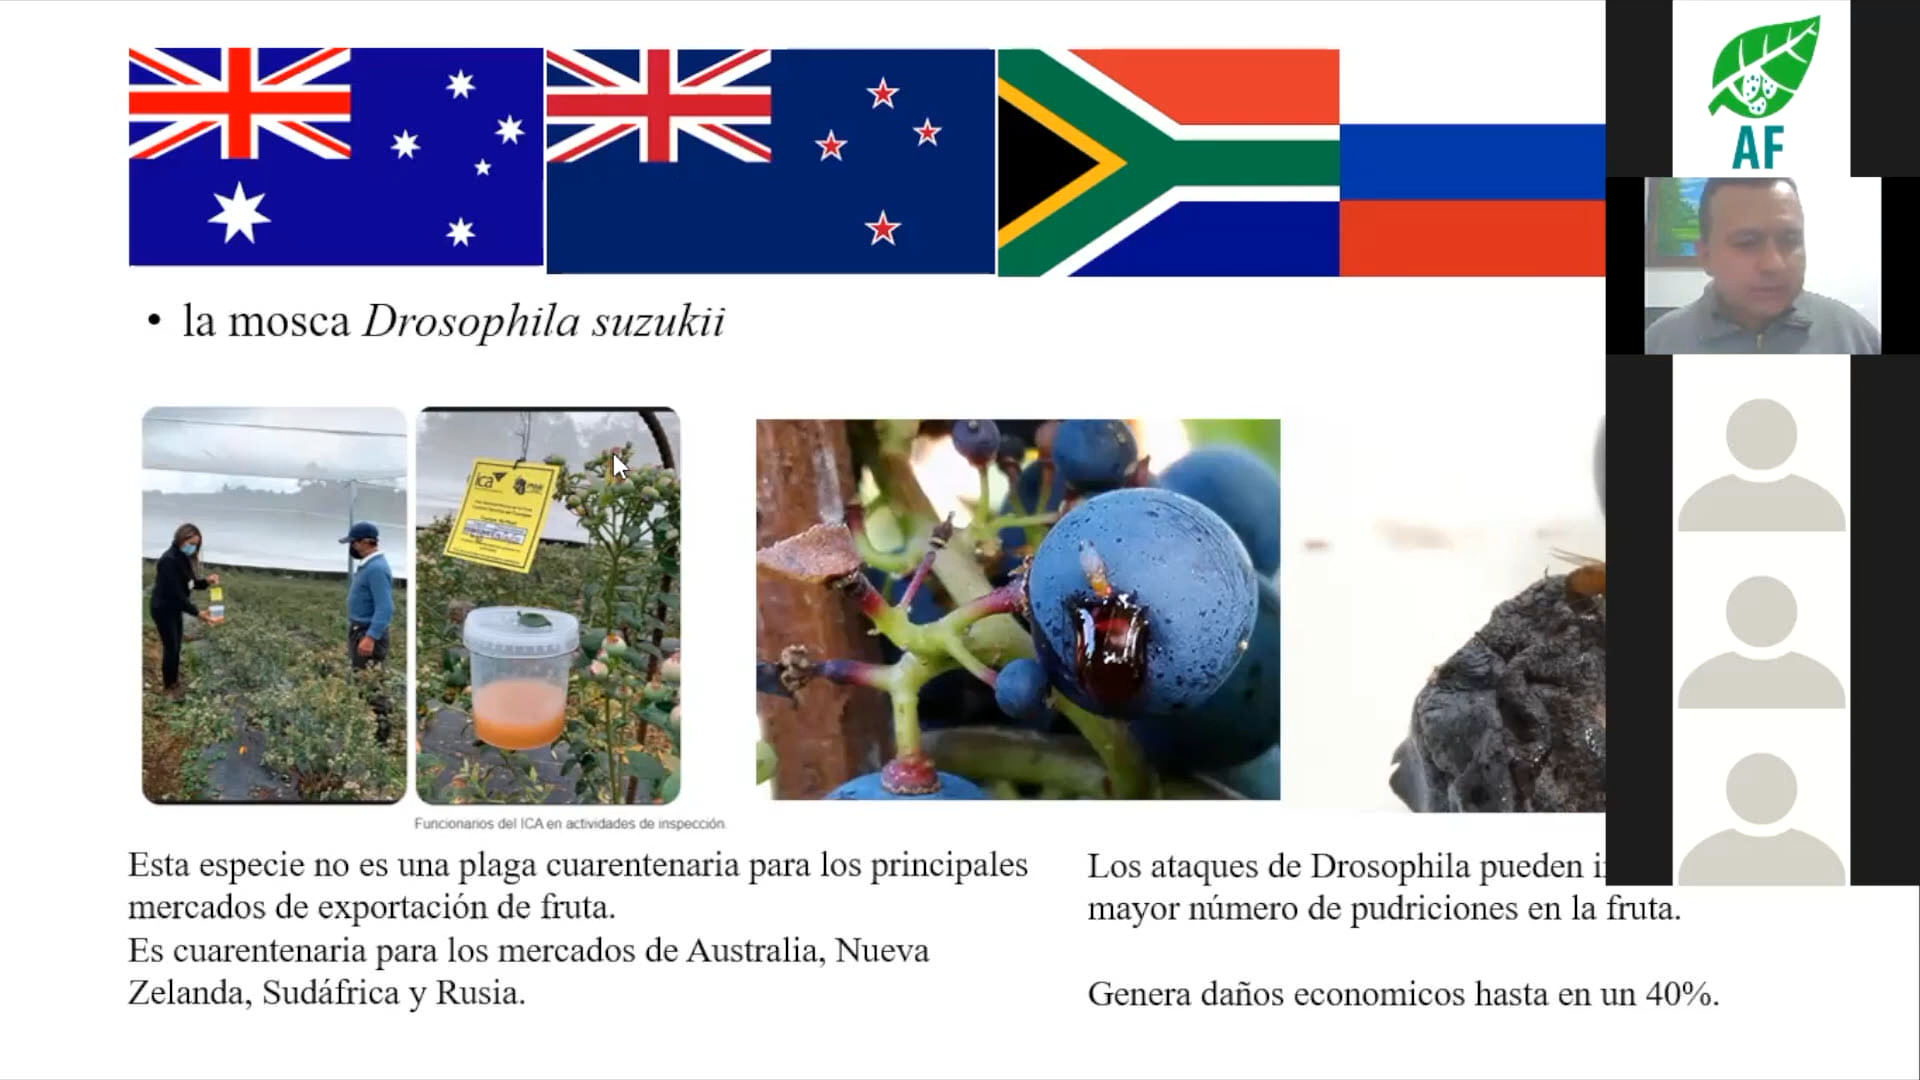 AF
• la mosca Drosophila suzukii
ica
Funcionarios del ICA en actividades de inspección.
Esta especie no es una plaga cuarentenaria para los principales
mercados de exportación de fruta.
Es cuarentenaria para los mercados de Australia, Nueva
Zelanda, Sudáfrica y Rusia.
Los ataques de Drosophila pueden
mayor número de pudriciones en la fruta.
Genera daños economicos hasta en un 40%.